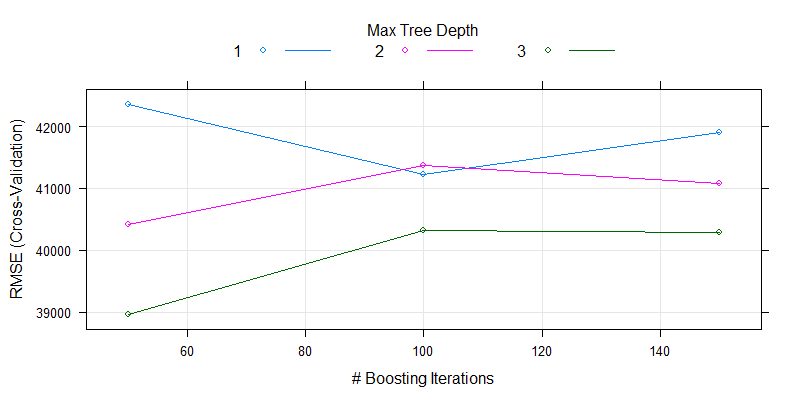 Max Tree Depth
1 2 3
RMSE (Cross-Validation)
42000
41000
40000
39000
60 80 100 120 140
# Boosting Iterations